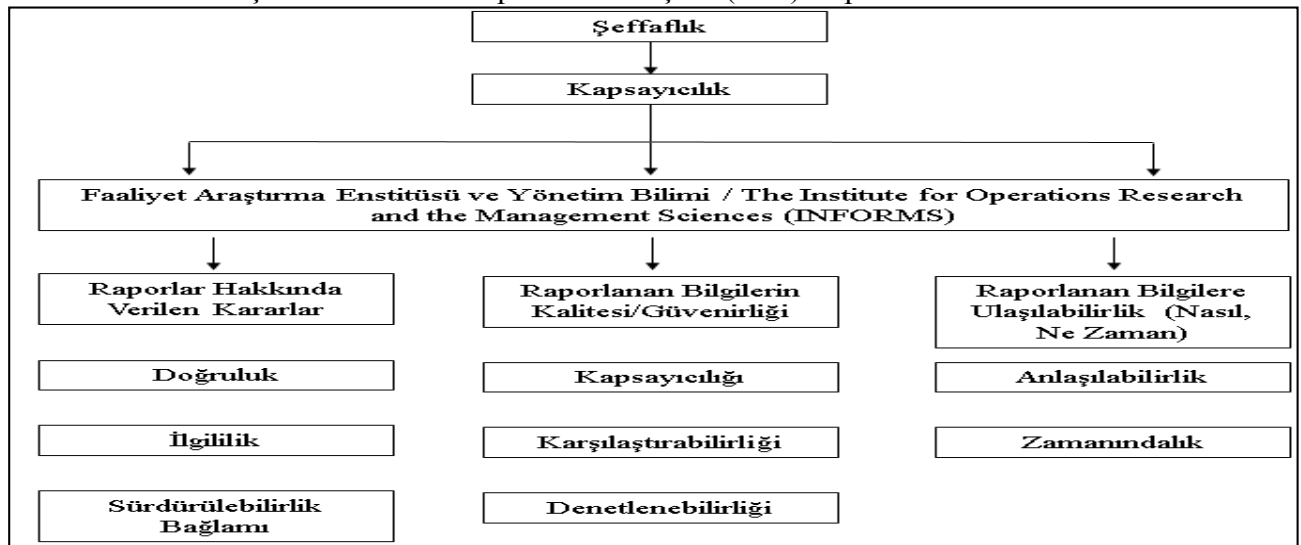 Şeffaflık
Kapsayıcılık
Faaliyet Araştırma Enstitüsü ve Yönetim Bilimi / The Institute for Operations Research
and the Management Sciences (INFORMS)
Raporlar Hakkında
Verilen Kararlar
Doğruluk
İlgililik
Sürdürülebilirlik
Bağlamı
Raporlanan Bilgilerin
Kalitesi/Güvenirliği
Kapsayıcılığı
Karşılaştırabilirliği
Denetlenebilirliği
Raporlanan Bilgilere
Ulaşılabilirlik (Nasıl,
Ne Zaman)
Anlaşılabilirlik
Zamanındalık